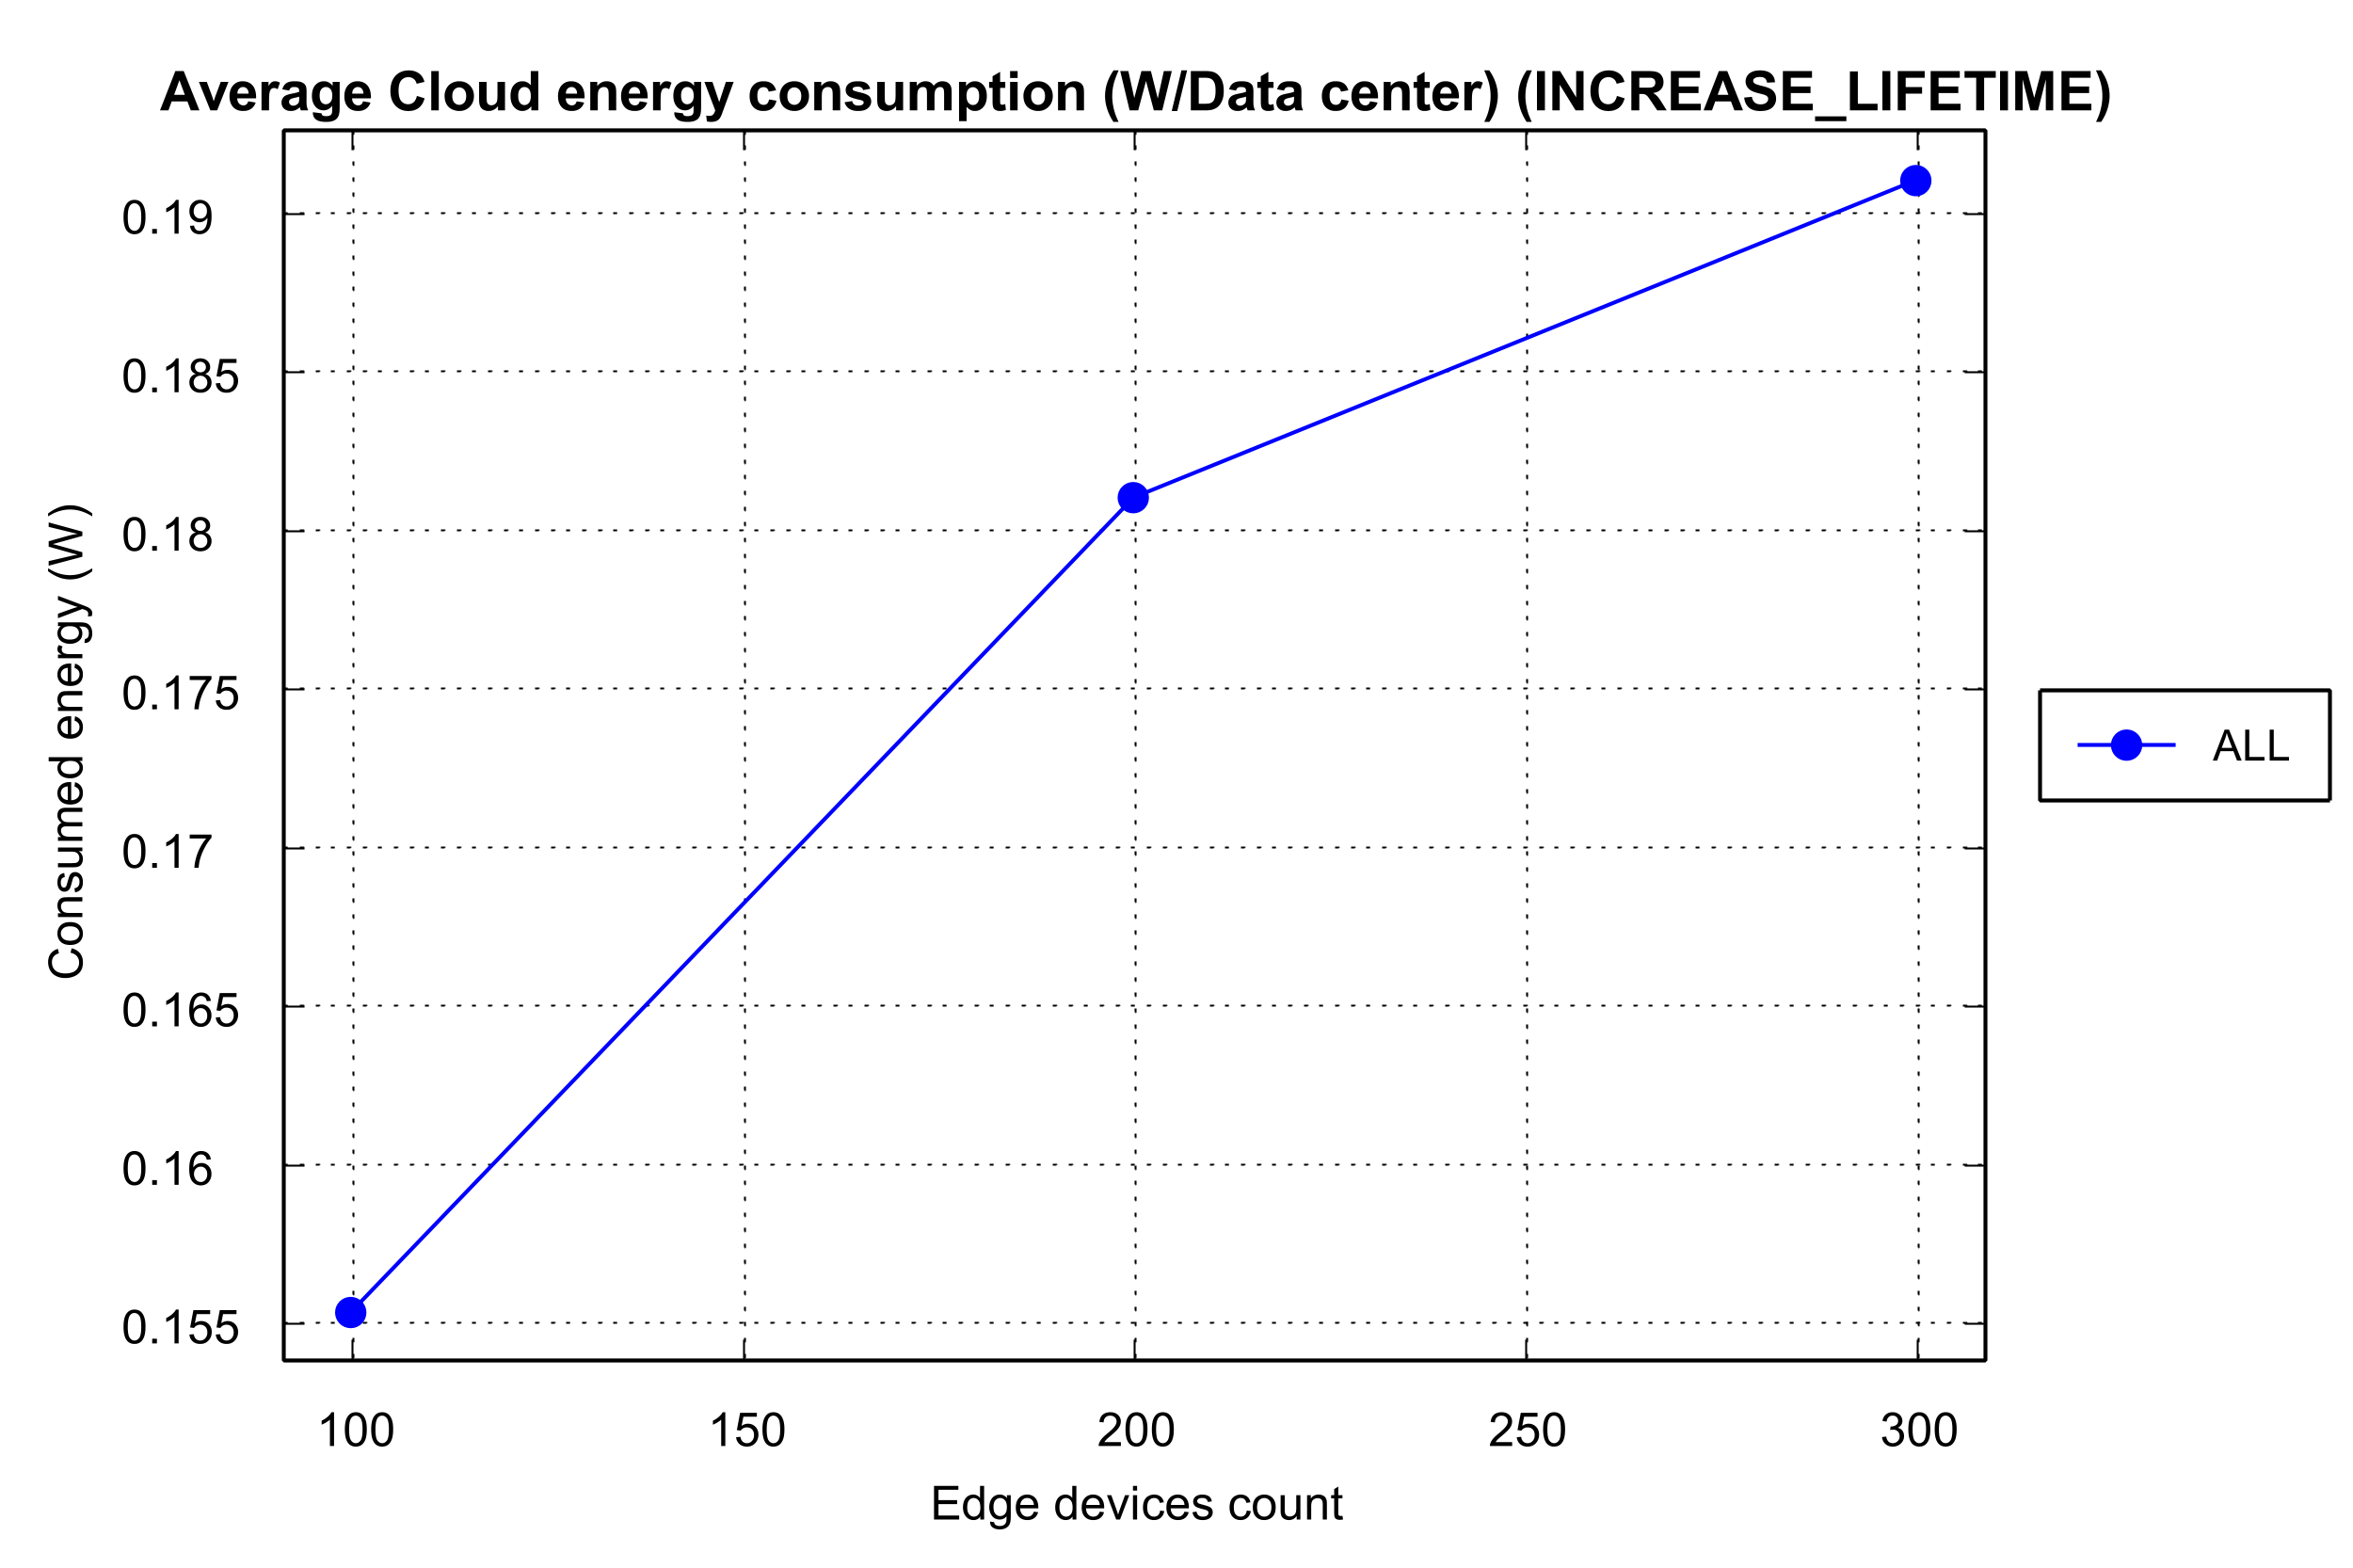 Average Cloud energy consumption (W/Data center) (INCREASE_LIFETIME)
Consumed energy (W)
0.19
0.185
0.18
0.175
0.17
0.165
0.16
0.155
100 150 200 250 300
Edge devices count
ALL